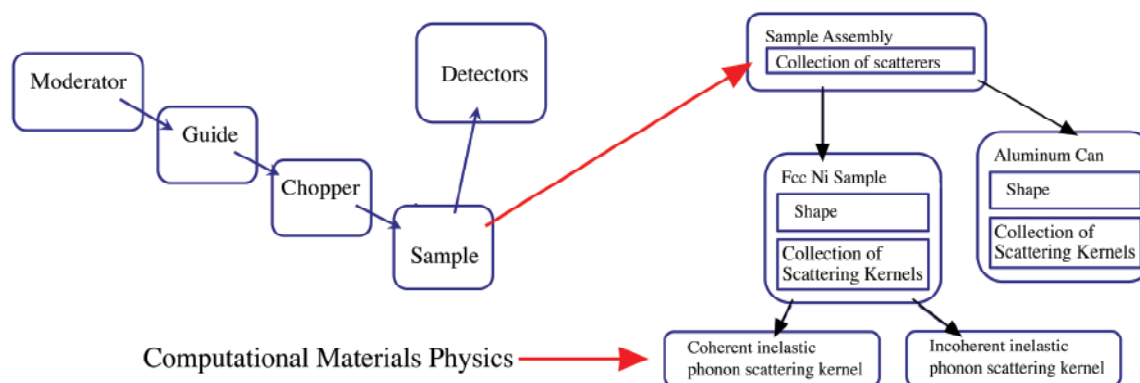 Moderator
Guide
Chopper
Sample
Detectors
Sample Assembly
Collection of scatterers
Fcc Ni Sample
Shape
Collection of
Scattering Kernels
Aluminum Can
Shape
Collection of
Scattering Kernels
Computational Materials Physics
Coherent inelastic
phonon scattering kernel
Incoherent inelastic
phonon scattering kernel